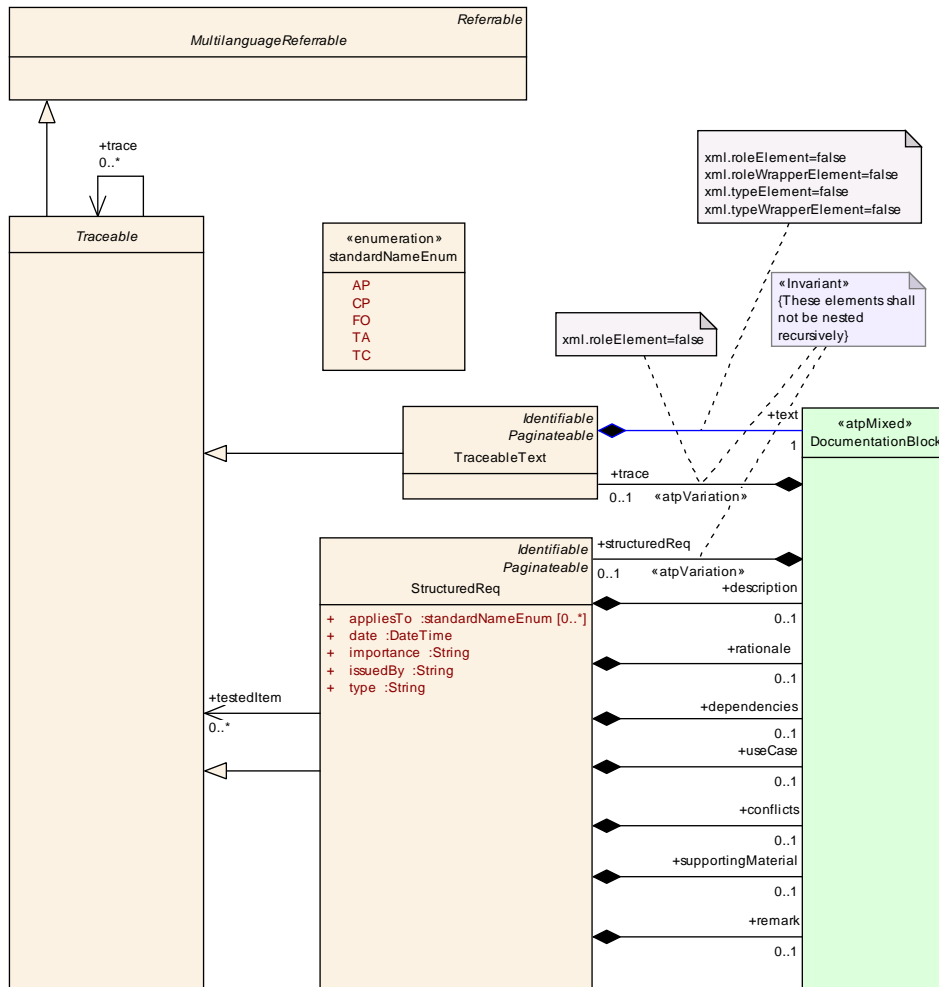 Referrable
MultilanguageReferrable
+trace
0..*
xml.roleElement=false
xml.roleWrapperElement=false
xml.typeElement=false
xml.typeWrapperElement=false
Traceable
«enumeration»
standardNameEnum
AP
CP
FO
TA
TC
«Invariant»
{These elements shall
not be nested
recursively}
xml.roleElement=false
Identifiable
Paginateable
TraceableText
+text
1
«atpMixed»
DocumentationBlock
+trace
0..1
«atpVariation»
Identifiable
Paginateable
StructuredReq
+structuredReq
0..1
«atpVariation»
+ appliesTo :standardNameEnum [0..*]
+ date :DateTime
+ importance :String
+ issuedBy :String
+ type :String
+description
0..1
+rationale
0..1
+testedItem
0..*
+dependencies
0..1
+useCase
0..1
+conflicts
0..1
+supportingMaterial
0..1
+remark
0..1